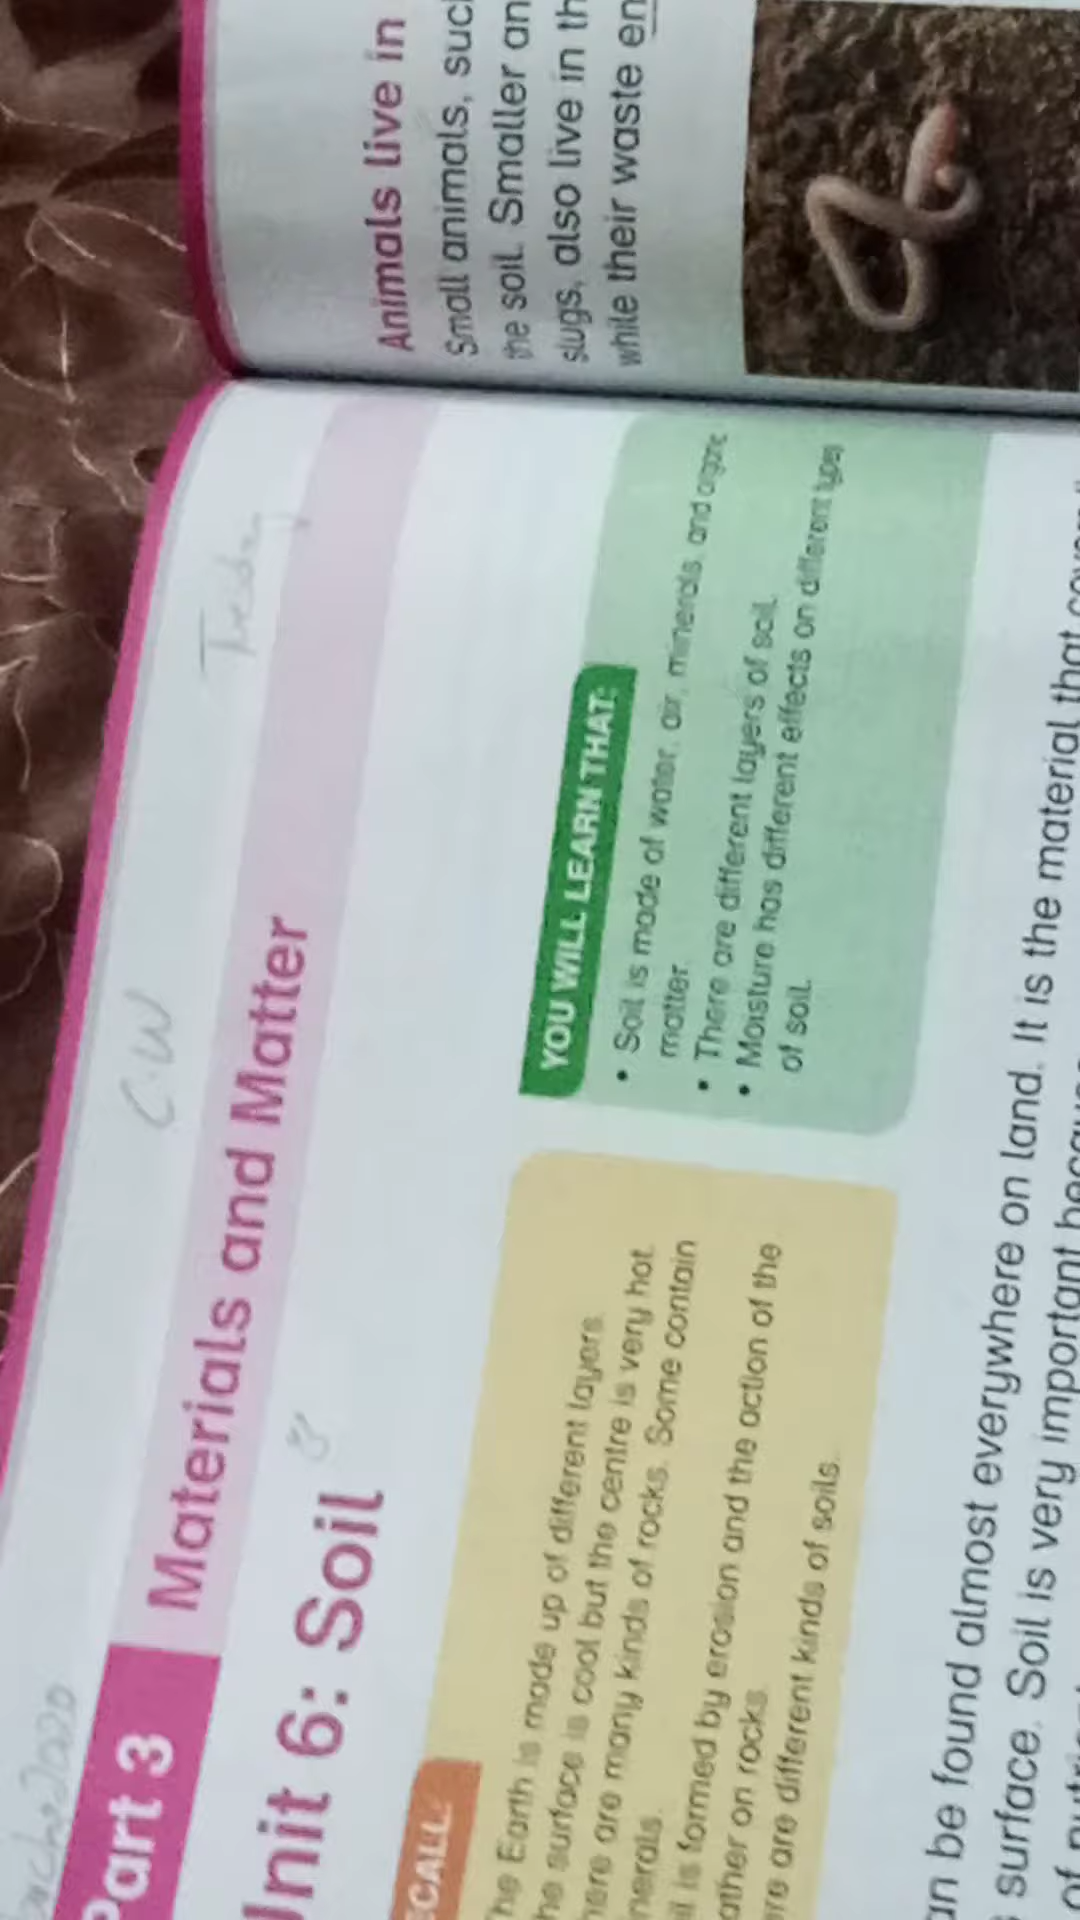 C.W
Part 3 Materials and Matter
Unit 6: Soil
RECALL
The Earth is made up of different layers.
The surface is cool but the centre is very hot.
There are many kinds of rocks. Some contain
minerals.
is formed by erosion and the action of the
weather on rocks.
There are different kinds of soils.
YOU WILL LEARN THAT:
• Soil is made of water, air, minerals, and organic
matter.
• There are different layers of soil.
• Moisture has different effects on different types
of soil.
be found almost everywhere on land. It is the material that
surface. Soil is very important because
of
Animals live in
Small animals, such
the soil. Smaller an
slugs, also live in th
while their waste en